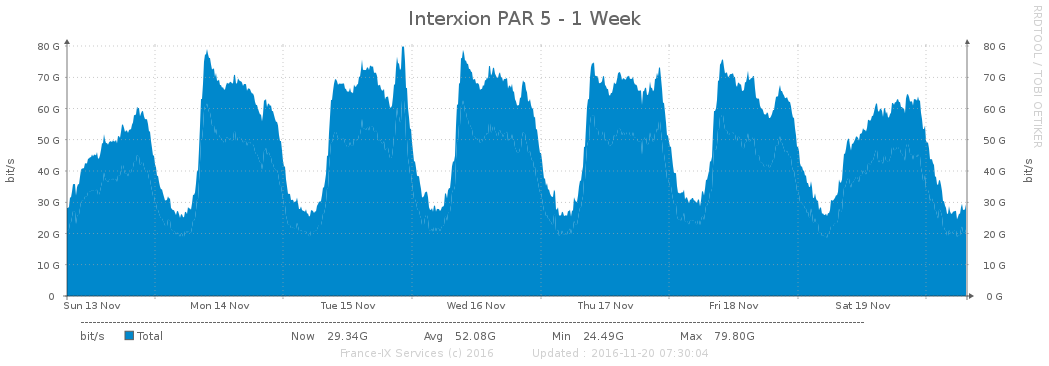 Interxion PAR 5 - 1 Week
RRDTOOL / TOBI OETIKER
80 G 80 G
70 G 70 G
60 G 60 G
50 G 50 G
40 G 40 G
30 G 30 G
20 G 20 G
10 G 10 G
0 0 G
bit/s
bit/s
Sun 13 Nov Mon 14 Nov Tue 15 Nov Wed 16 Nov Thu 17 Nov Fri 18 Nov Sat 19 Nov
bit/s Total Now 29.34G Avg 52.08G Min 24.49G Max 79.80G
France-IX Services (c) 2016 Updated : 2016-11-20 07:30:04